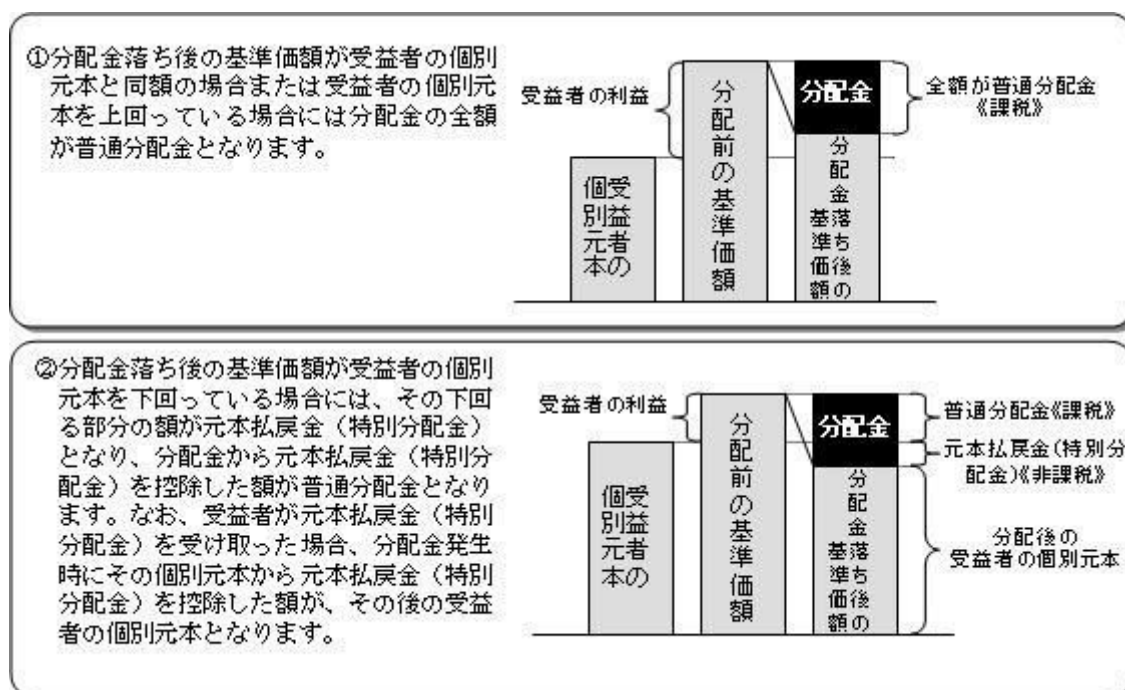 ①分配金落ち後の基準価額が受益者の個別
元本と同額の場合または受益者の個別元
本を上回っている場合には分配金の全額
が普通分配金となります。
受益者の利益
受益者の
個別元本
分配前の基準価額
分配金
分配金落ち後の
基準価額
全額が普通分配金
《課税》
②分配金落ち後の基準価額が受益者の個別
元本を下回っている場合には、その下回
る部分の額が元本払戻金（特別分配金）
となり、分配金から元本払戻金（特別分
配金）を控除した額が普通分配金となり
ます。なお、受益者が元本払戻金（特別
分配金）を受け取った場合、分配金発生
時にその個別元本から元本払戻金（特別
分配金）を控除した額が、その後の受益
者の個別元本となります。
受益者の利益
受益者の
個別元本
分配前の基準価額
分配金
分配金落ち後の
基準価額
普通分配金《課税》
元本払戻金(特別分
配金)《非課税》
分配後の
受益者の個別元本